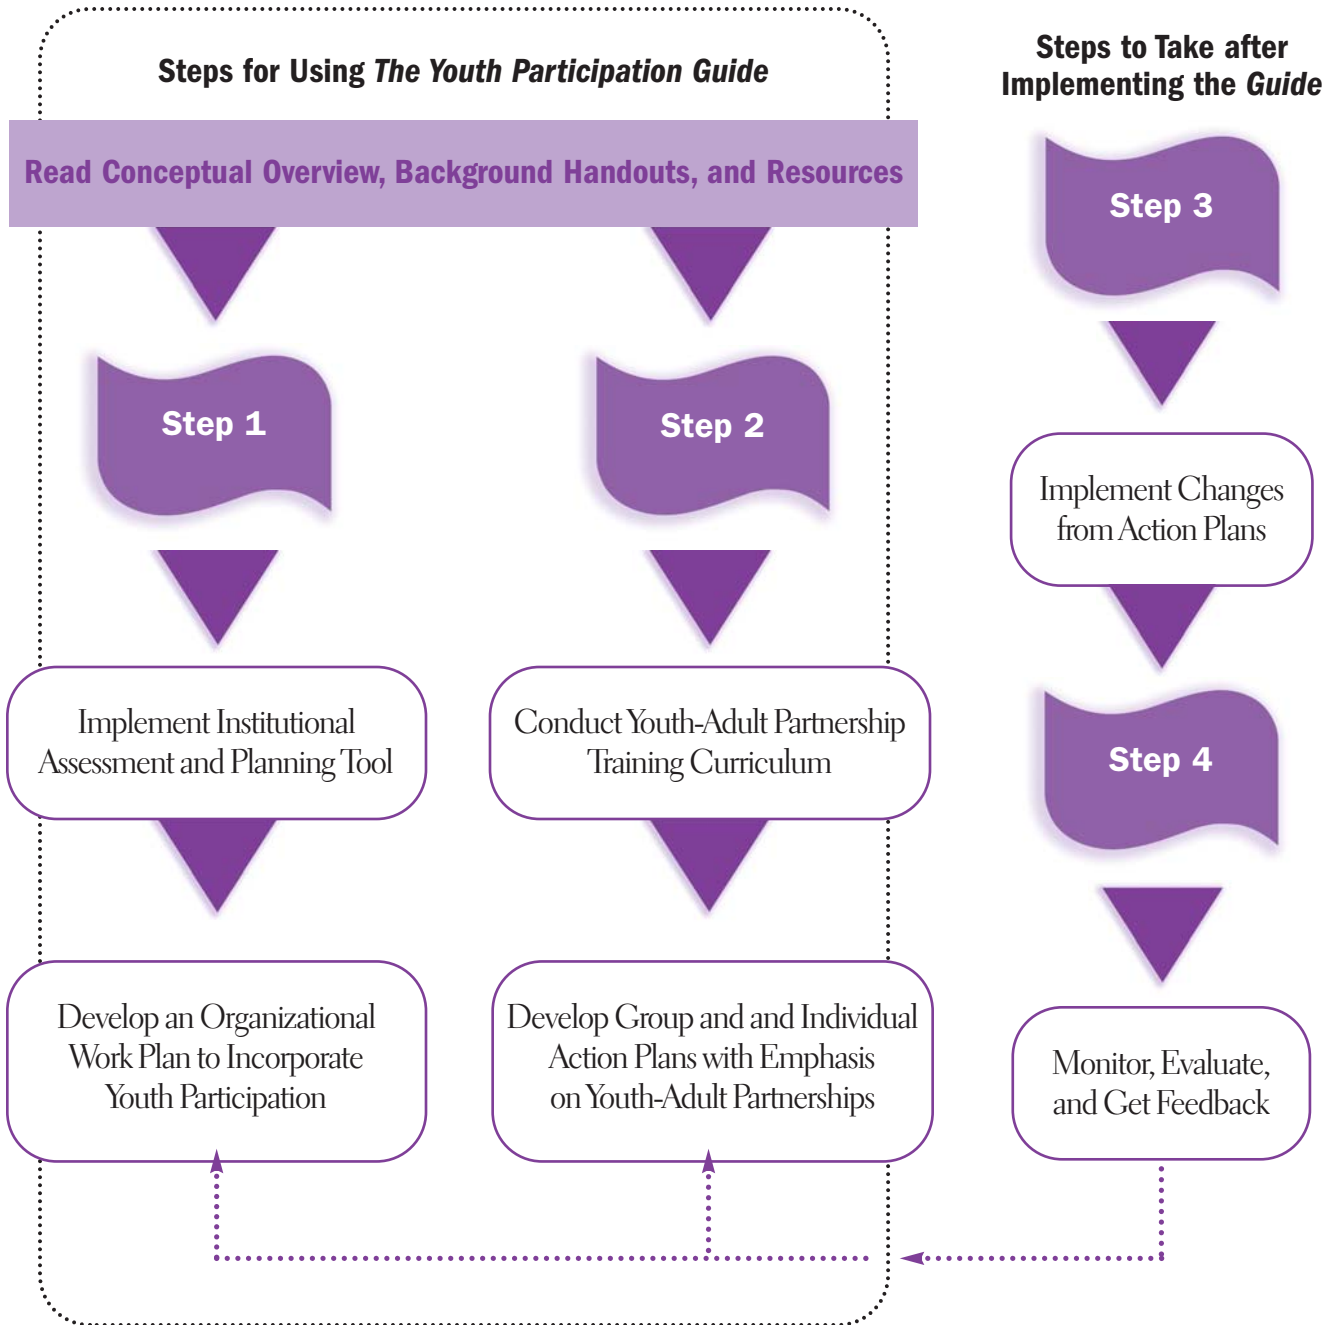 Steps for Using The Youth Participation Guide
Read Conceptual Overview, Background Handouts, and Resources
Step 1
Implement Institutional
Assessment and Planning Tool
Develop an Organizational
Work Plan to Incorporate
Youth Participation
Step 2
Conduct Youth-Adult Partnership
Training Curriculum
Develop Group and and Individual
Action Plans with Emphasis
on Youth-Adult Partnerships
Steps to Take after
Implementing the Guide
Step 3
Implement Changes
from Action Plans
Step 4
Monitor, Evaluate,
and Get Feedback